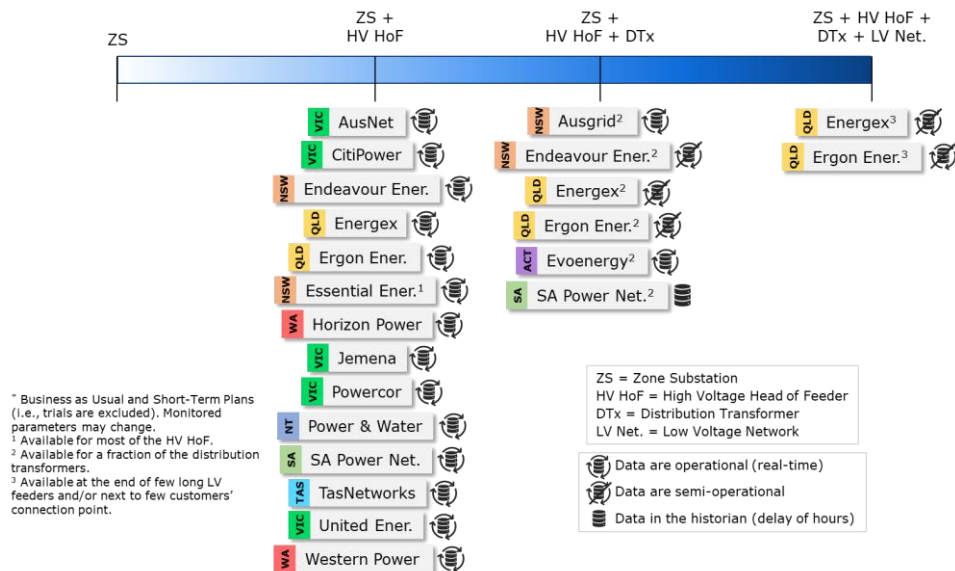 ZS
ZS +
HV HoF
ZS +
HV HoF + DTx
ZS + HV HoF +
DTx + LV Net.
VIC AusNet
VIC CitiPower
NSW Endeavour Ener.
QLD Energex
QLD Ergon Ener.
NSW Essential Ener.¹
WA Horizon Power
VIC Jemena
VIC Powercor
NT Power & Water
SA SA Power Net.
TAS TasNetworks
VIC United Ener.
WA Western Power
NSW Ausgrid²
NSW Endeavour Ener.²
QLD Energex²
QLD Ergon Ener.²
ACT Evoenergy²
SA SA Power Net.²
QLD Energex³
QLD Ergon Ener.³
* Business as Usual and Short-Term Plans
(i.e., trials are excluded). Monitored
parameters may change.
¹ Available for most of the HV HoF.
² Available for a fraction of the distribution
transformers.
³ Available at the end of few long LV
feeders and/or next to few customers'
connection point.
ZS = Zone Substation
HV HoF = High Voltage Head of Feeder
DTx = Distribution Transformer
LV Net. = Low Voltage Network
Data are operational (real-time)
Data are semi-operational
Data in the historian (delay of hours)